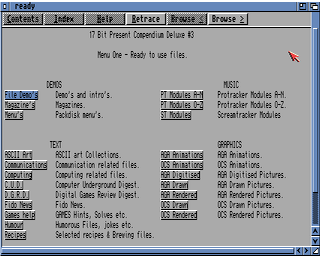 ready
Contents Index Help Retrace Browse < Browse >
17 Bit Present Compendium Deluxe #3
Menu One - Ready to use files.
DEMOS MUSIC
File Demo's Demo's and intro's. PT Modules A-N Protracker Modules A-N.
Magazine's Magazines. PT Modules O-Z Protracker Modules O-Z.
Menu's Packdisk menu's. ST Modules Screamtracker Modules
TEXT GRAPHICS
ASCII art ASCII art Collections. AGA Animations AGA Animations.
Communications Communication related files. OCS Animations OCS Animations.
Computing Computing related files. AGA Digitised AGA Digitised Pictures.
C.U.D. Computer Underground Digest. AGA Drawn AGA Drawn Pictures.
D.G.R.D. Digital Games Review Digest. AGA Rendered AGA Rendered Pictures.
Fido News Fido News. OCS Drawn OCS Drawn Pictures.
Games help GAMES Hints, Solves etc. OCS Rendered OCS Rendered Pictures.
Humour Humorous Files, jokes etc.
Recipes Selected recipes & Brewing files.